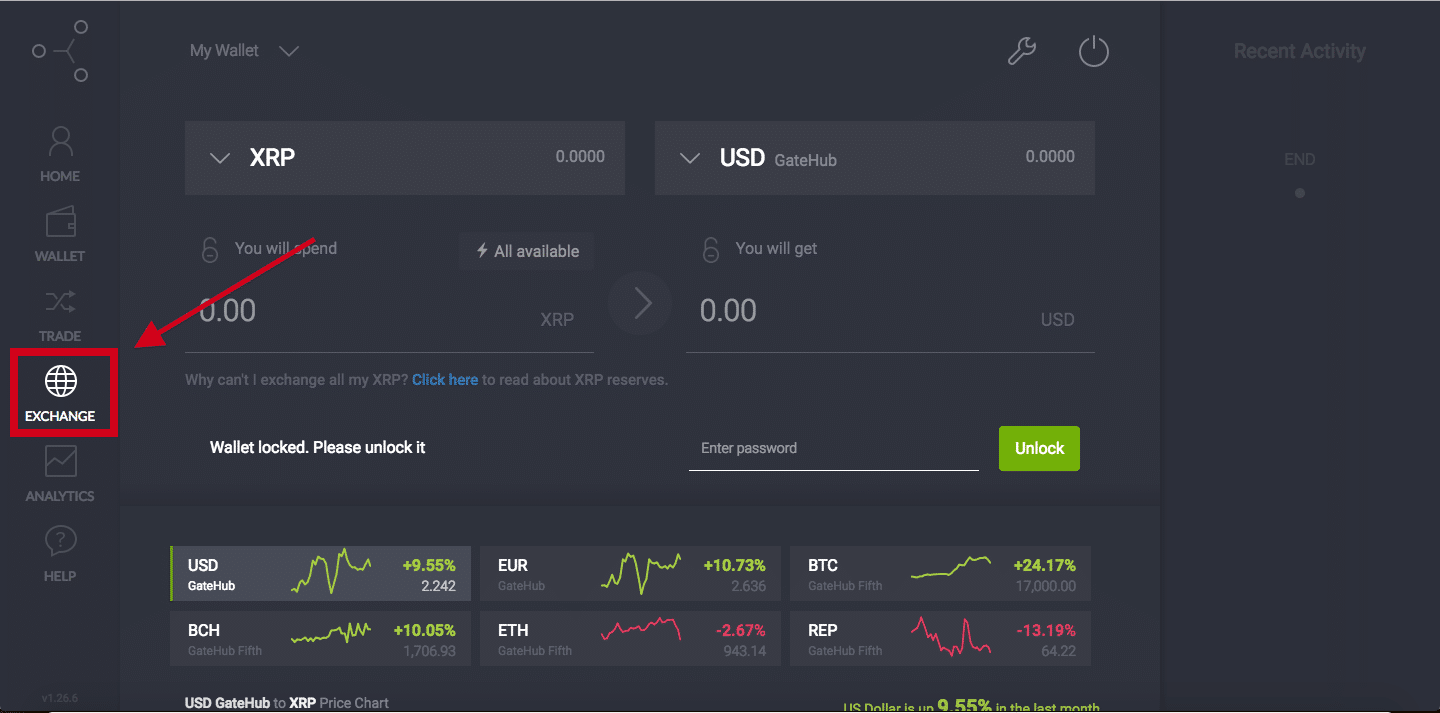 My Wallet
Recent Activity
HOME
WALLET
TRADE
EXCHANGE
ANALYTICS
HELP
v1.26.6
XRP 0.0000
USD GateHub 0.0000
END
You will spend All available
You will get
0.00 XRP
0.00 USD
Why can't I exchange all my XRP? Click here to read about XRP reserves.
Wallet locked. Please unlock it
Enter password
Unlock
USD +9.55%
GateHub 2.242
EUR +10.73%
GateHub 2.636
BTC +24.17%
GateHub Fifth 17,000.00
BCH +10.05%
GateHub Fifth 1,706.93
ETH -2.67%
GateHub Fifth 943.14
REP -13.19%
GateHub Fifth 64.22
USD GateHub to XRP Price Chart
US Dollar is up 9.55% in the last month